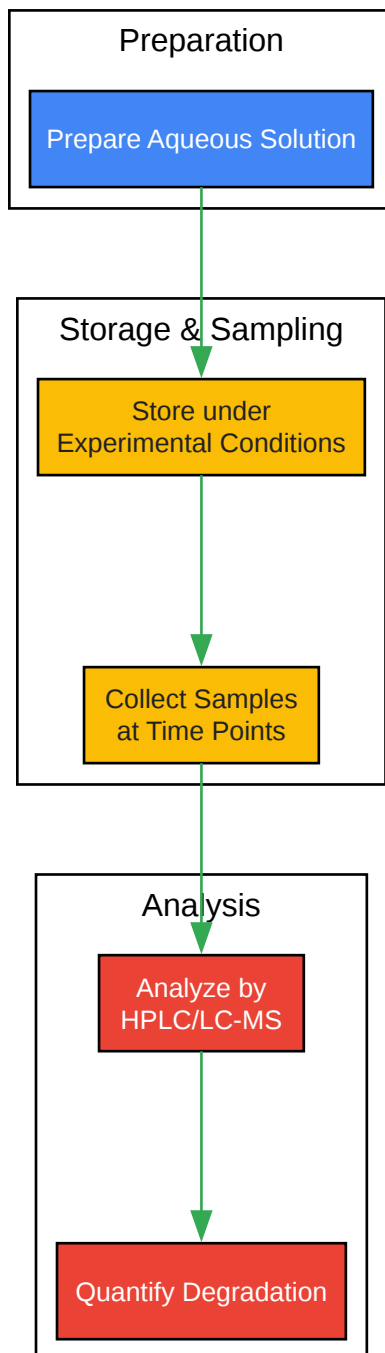 Preparation
Prepare Aqueous Solution
Storage & Sampling
Store under
Experimental Conditions
Collect Samples
at Time Points
Analysis
Analyze by
HPLC/LC-MS
Quantify Degradation